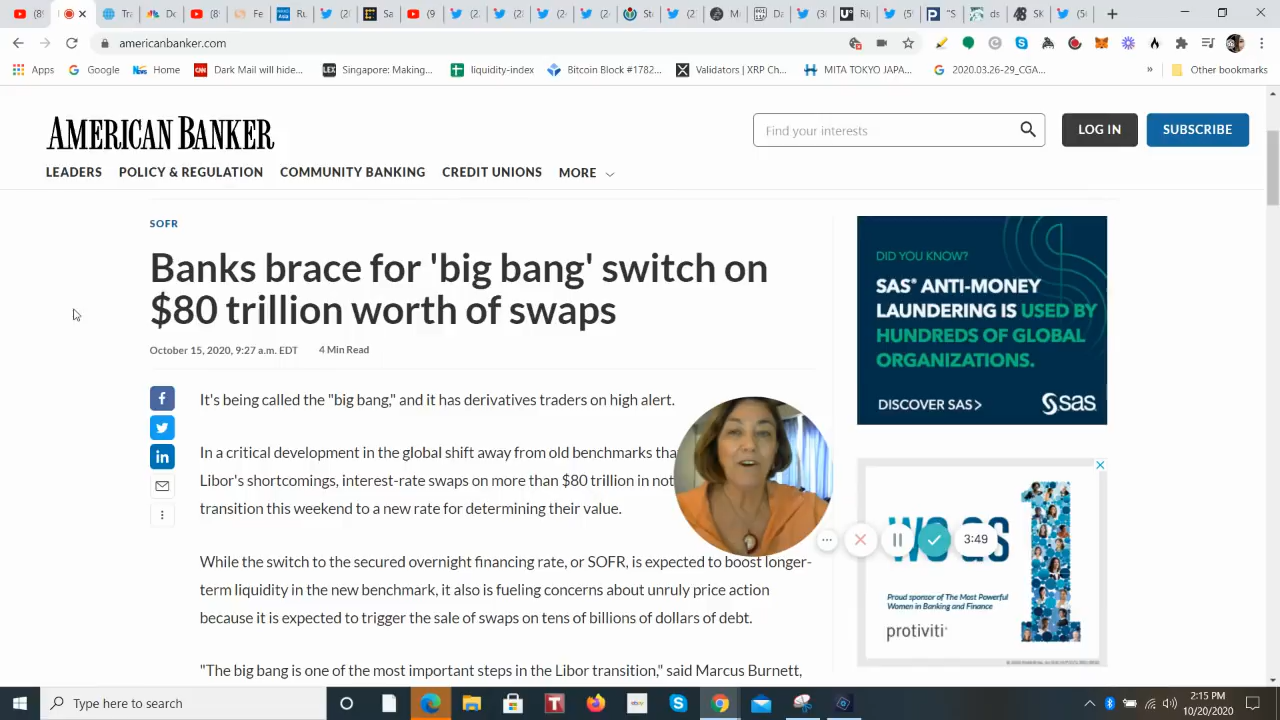 (5)
americanbanker.com
Apps
Google
Home
Dark Mail will hide...
Singapore: Making...
liquidity-index
Bitcoin Block #1782...
Validators | XRP Ch...
MITA TOKYO JAPA...
2020.03.26-29_CGA...
»
Other bookmarks
AMERICAN BANKER
Find your interests
LOG IN
SUBSCRIBE
LEADERS
POLICY & REGULATION
COMMUNITY BANKING
CREDIT UNIONS
MORE
SOFR
Banks brace for 'big bang' switch on
$80 trillion worth of swaps
October 15, 2020, 9:27 a.m. EDT
4 Min Read
It's being called the "big bang," and it has derivatives traders on high alert.
In a critical development in the global shift away from old benchmarks tha
Libor's shortcomings, interest-rate swaps on more than $80 trillion in not
transition this weekend to a new rate for determining their value.
While the switch to the secured overnight financing rate, or SOFR, is expected to boost longer-
term liquidity in the new benchmark, it also is fueling concerns about unruly price action
because it is expected to trigger the sale of swaps on tens of billions of dollars of debt.
"The big bang is one of the most important steps in the Libor transition," said Marcus Burnett,
DID YOU KNOW?
SAS® ANTI-MONEY
LAUNDERING IS USED BY
HUNDREDS OF GLOBAL
ORGANIZATIONS.
DISCOVER SAS>
sas
3:49
1
Proud sponsor of The Most Powerful
Women in Banking and Finance
protiviti
Type here to search
2:15 PM
10/20/2020